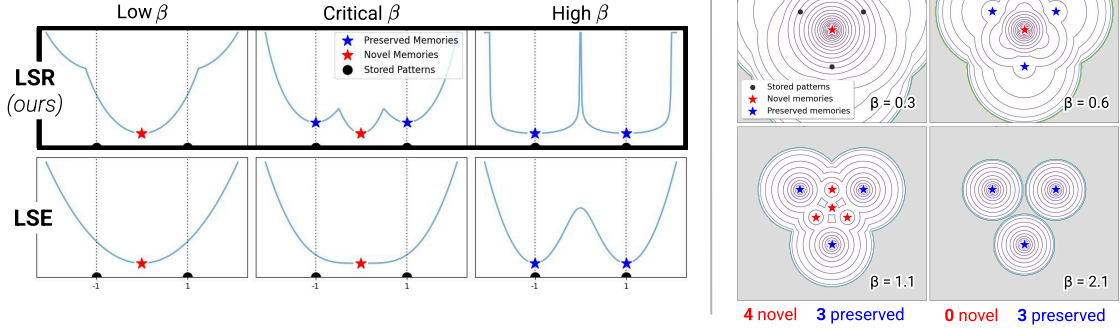 Low β
Critical β
High β
LSR
(ours)
Preserved Memories
Novel Memories
Stored Patterns
LSE
-1
1
-1
1
-1
1
Stored patterns
Novel memories
Preserved memories
β = 0.3
β = 0.6
β = 1.1
β = 2.1
4 novel 3 preserved
0 novel 3 preserved